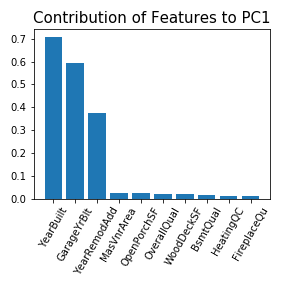 Contribution of Features to PC1
0.7
0.6
0.5
0.4
0.3
0.2
0.1
0.0
YearBuilt
GarageYrBlt
YearRemodAdd
MasVnrArea
OpenPorchSF
OverallQual
WoodDeckSF
BsmtQual
HeatingQC
FireplaceQu